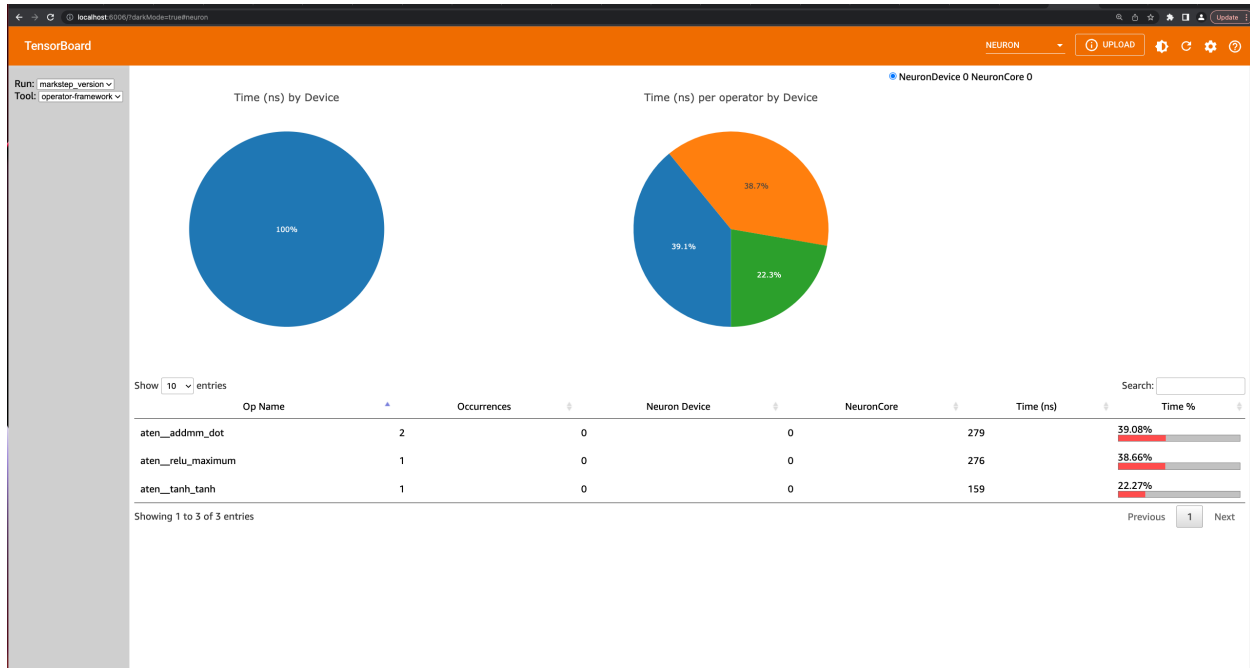 localhost:6006/?darkMode=true#neuron
Update
TensorBoard
NEURON
UPLOAD
Run: markstep_version
Tool: operator-framework
NeuronDevice 0 NeuronCore 0
Time (ns) by Device
Time (ns) per operator by Device
100%
38.7%
39.1%
22.3%
Show 10 entries
Search:
Op Name Occurrences Neuron Device NeuronCore Time (ns) Time %
aten__addmm_dot 2 0 0 279 39.08%
aten__relu_maximum 1 0 0 276 38.66%
aten__tanh_tanh 1 0 0 159 22.27%
Showing 1 to 3 of 3 entries
Previous 1 Next